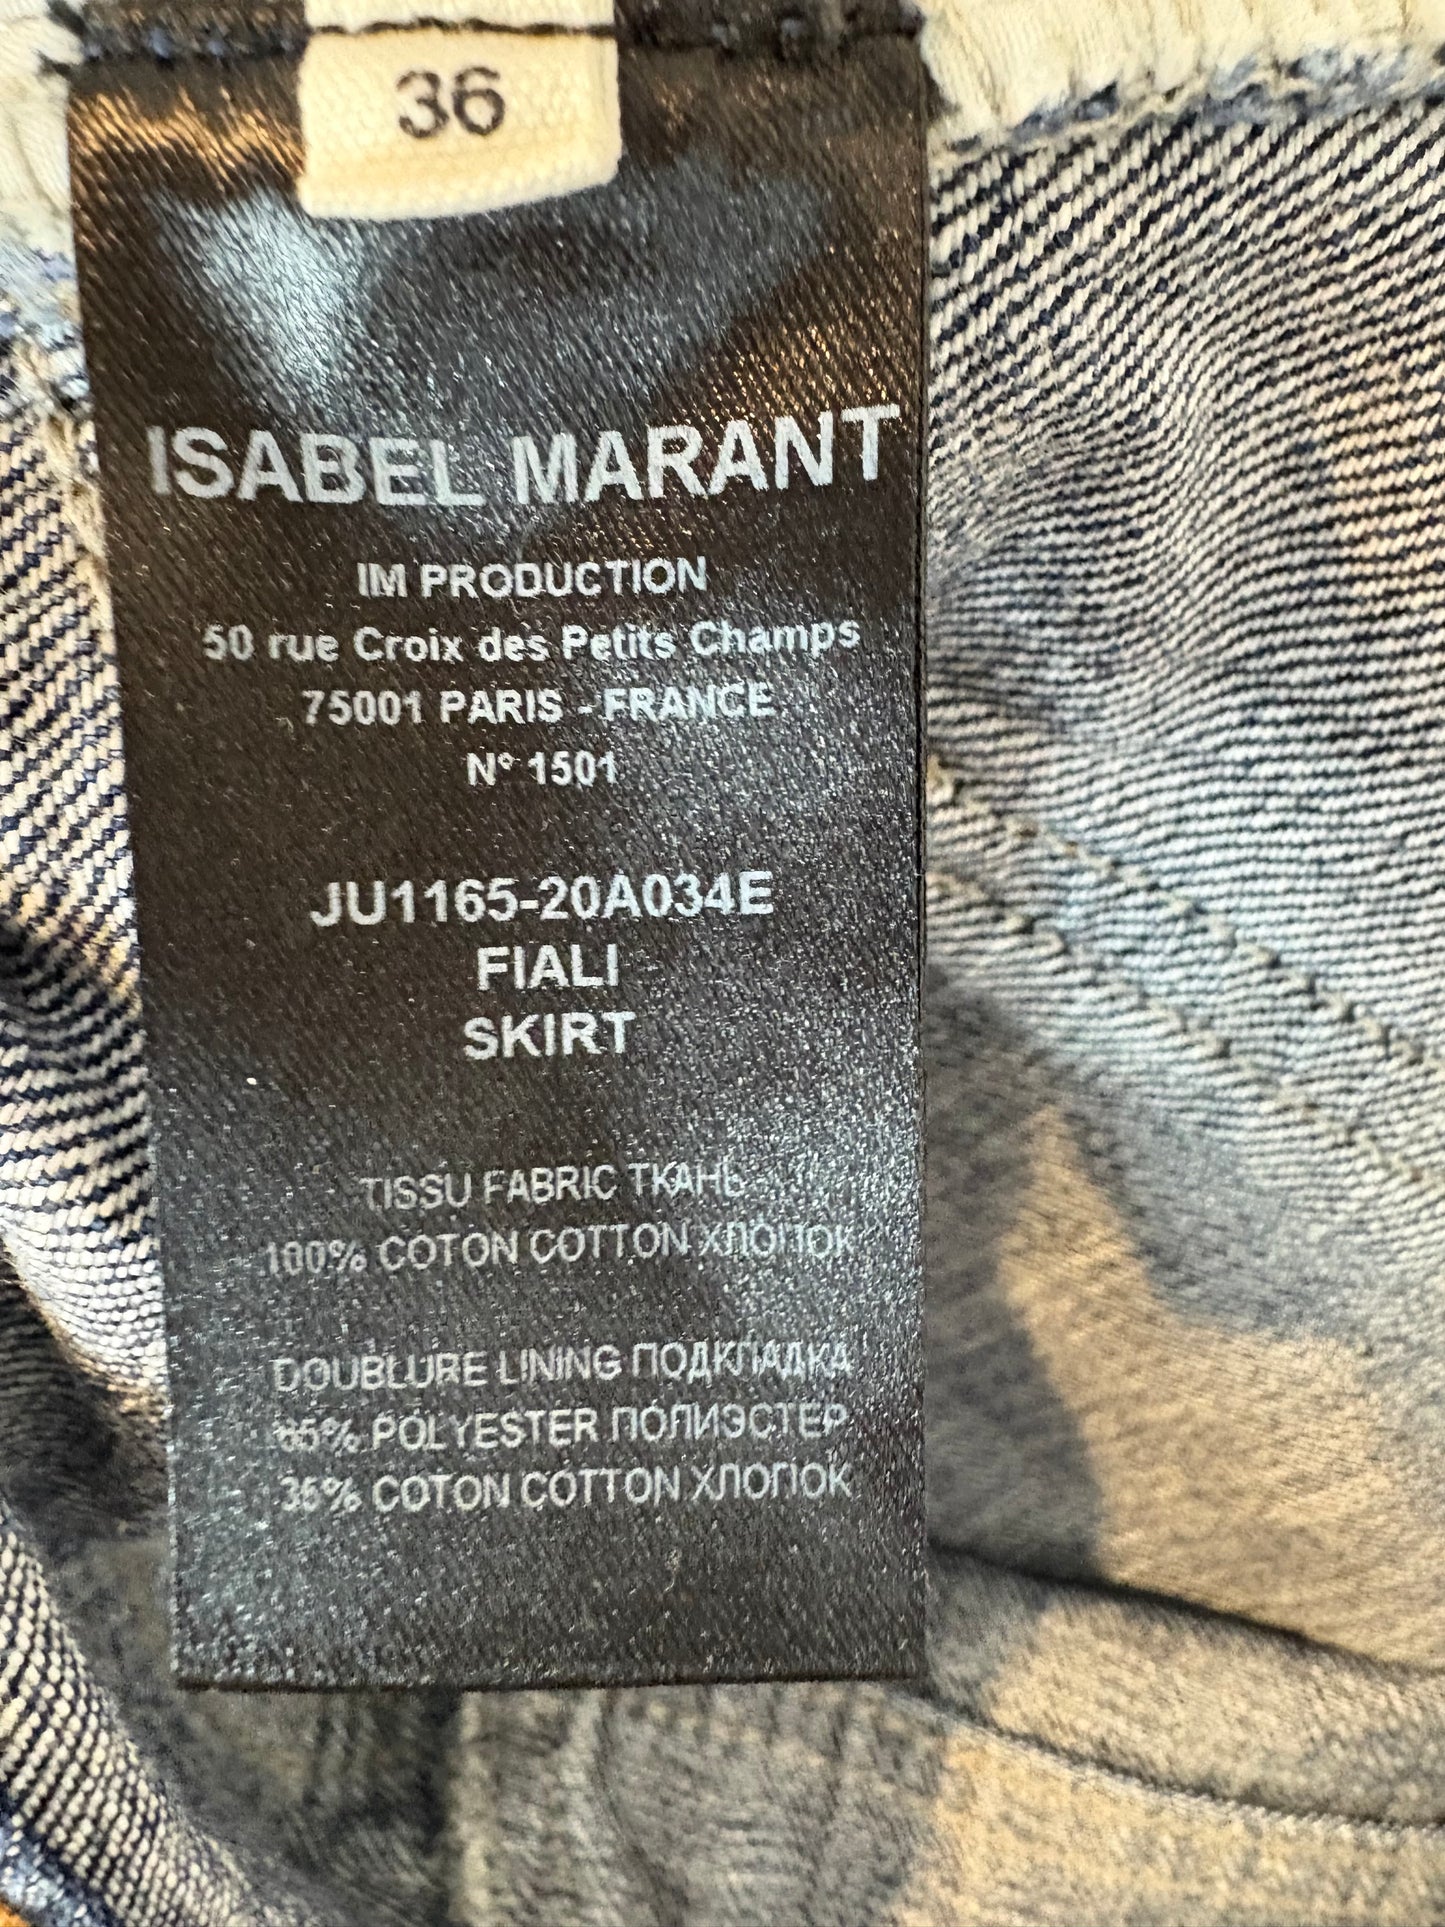 36
ISABEL MARANT
IM PRODUCTION
50 rue Croix des Petits Champs
75001 PARIS - FRANCE
N° 1501
JU1165-20A034E
FIALI
SKIRT
TISSU FABRIC ТКАНЬ
100% COTON COTTON ХЛОПОК
DOUBLURE LINING ПОДКЛАДКА
65% POLYESTER ПОЛИЭСТЕР
35% COTON COTTON ХЛОПОК